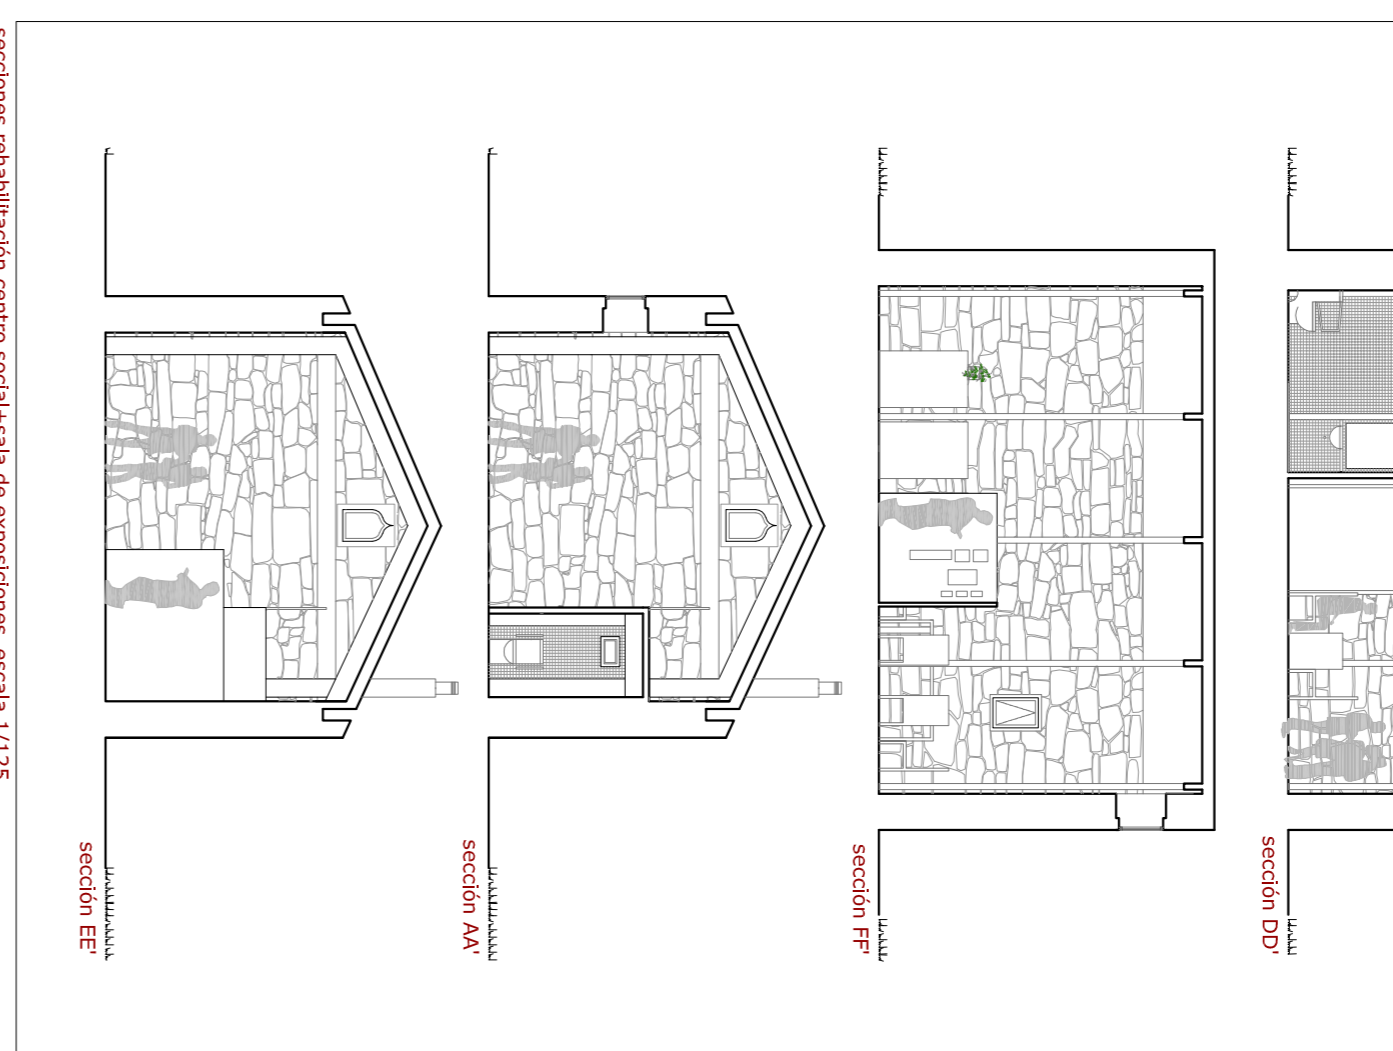 secciones rehabilitación centro social+sala de exposiciones escala 1/125
sección EE'
sección AA'
sección FF'
sección DD'